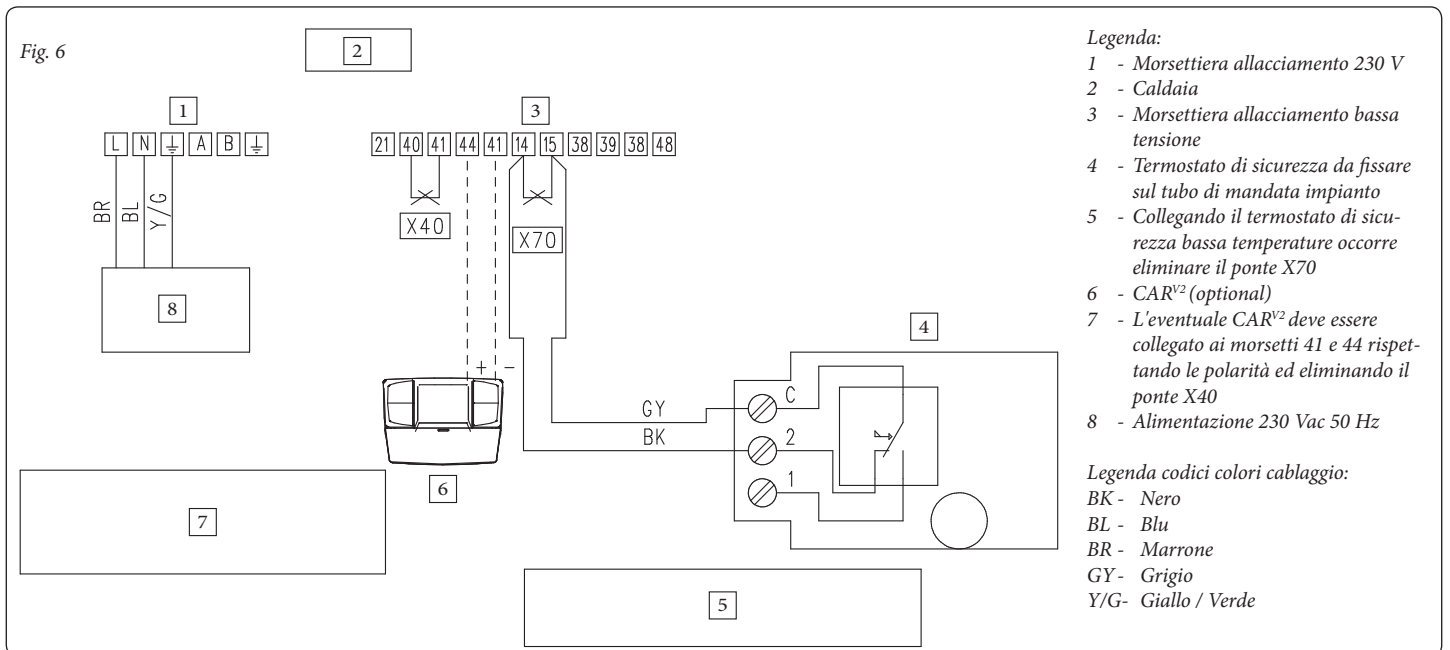 Fig. 6
2
1
3
L N A B
21 40 41 44 41 14 15 38 39 38 48
BR
BL
Y/G
X40
X70
8
4
+ -
C
GY
BK
2
1
6
7
5
Legenda:
1 - Morsettiera allacciamento 230 V
2 - Caldaia
3 - Morsettiera allacciamento bassa
tensione
4 - Termostato di sicurezza da fissare
sul tubo di mandata impianto
5 - Collegando il termostato di sicu-
rezza bassa temperature occorre
eliminare il ponte X70
6 - CARV2 (optional)
7 - L'eventuale CARV2 deve essere
collegato ai morsetti 41 e 44 rispet-
tando le polarità ed eliminando il
ponte X40
8 - Alimentazione 230 Vac 50 Hz
Legenda codici colori cablaggio:
BK - Nero
BL - Blu
BR - Marrone
GY - Grigio
Y/G- Giallo / Verde